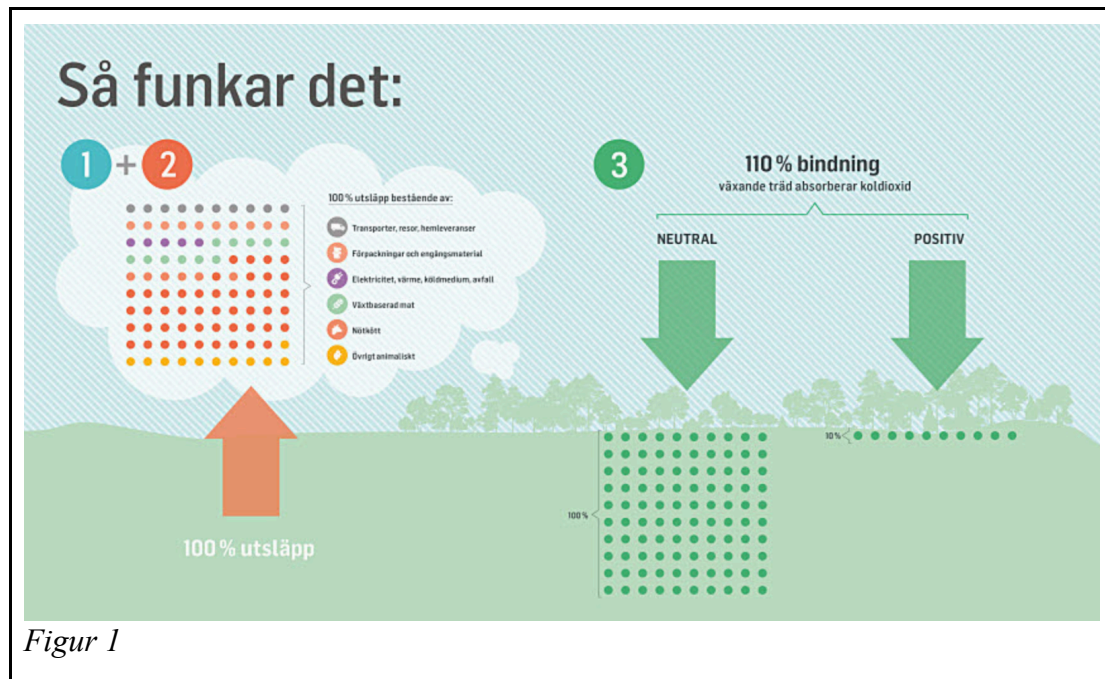 Så funkar det:
1 + 2
100% utsläpp bestående av:
Transporter, resor, hemleveranser
Förpackningar och engångsmaterial
Elektricitet, värme, köldmedium, avfall
Växtbaserad mat
Nötkött
Övrigt animaliskt
100% utsläpp
3
110% bindning
växande träd absorberar koldioxid
NEUTRAL
POSITIV
10%
100%
Figur 1